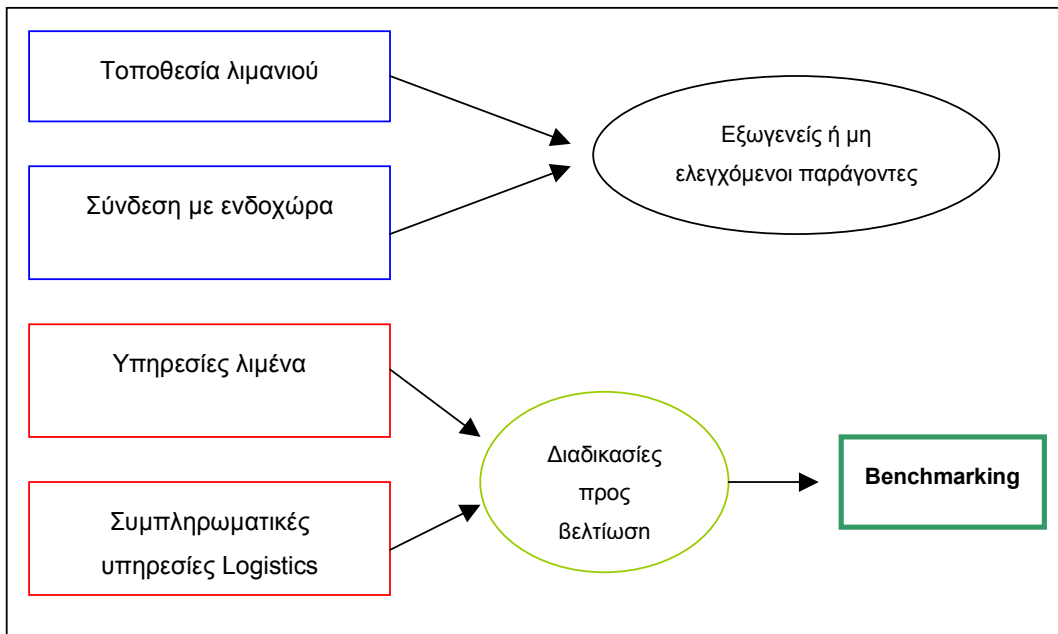 Τοποθεσία λιμανιού
Εξωγενείς ή μη
ελεγχόμενοι παράγοντες
Σύνδεση με ενδοχώρα
Υπηρεσίες λιμένα
Διαδικασίες
προς
βελτίωση
Benchmarking
Συμπληρωματικές
υπηρεσίες Logistics